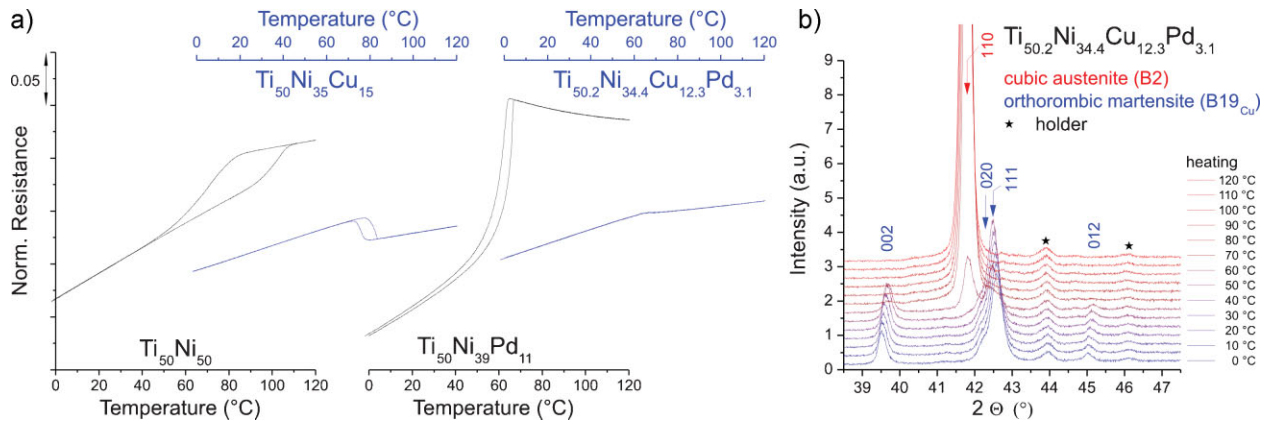 a)
Temperature (°C)
0 20 40 60 80 100 120
Temperature (°C)
0 20 40 60 80 100 120
0.05
Ti50Ni35Cu15
Ti50.2Ni34.4Cu12.3Pd3.1
Norm. Resistance
Ti50Ni50
Ti50Ni39Pd11
0 20 40 60 80 100 120
Temperature (°C)
0 20 40 60 80 100 120
Temperature (°C)
b)
Ti50.2Ni34.4Cu12.3Pd3.1
110
cubic austenite (B2)
orthorombic martensite (B19Cu)
★ holder
Intensity (a.u.)
9
8
7
6
5
4
3
2
1
0
002
020
111
012
heating
120 °C
110 °C
100 °C
90 °C
80 °C
70 °C
60 °C
50 °C
40 °C
30 °C
20 °C
10 °C
0 °C
39 40 41 42 43 44 45 46 47
2 Θ (°)